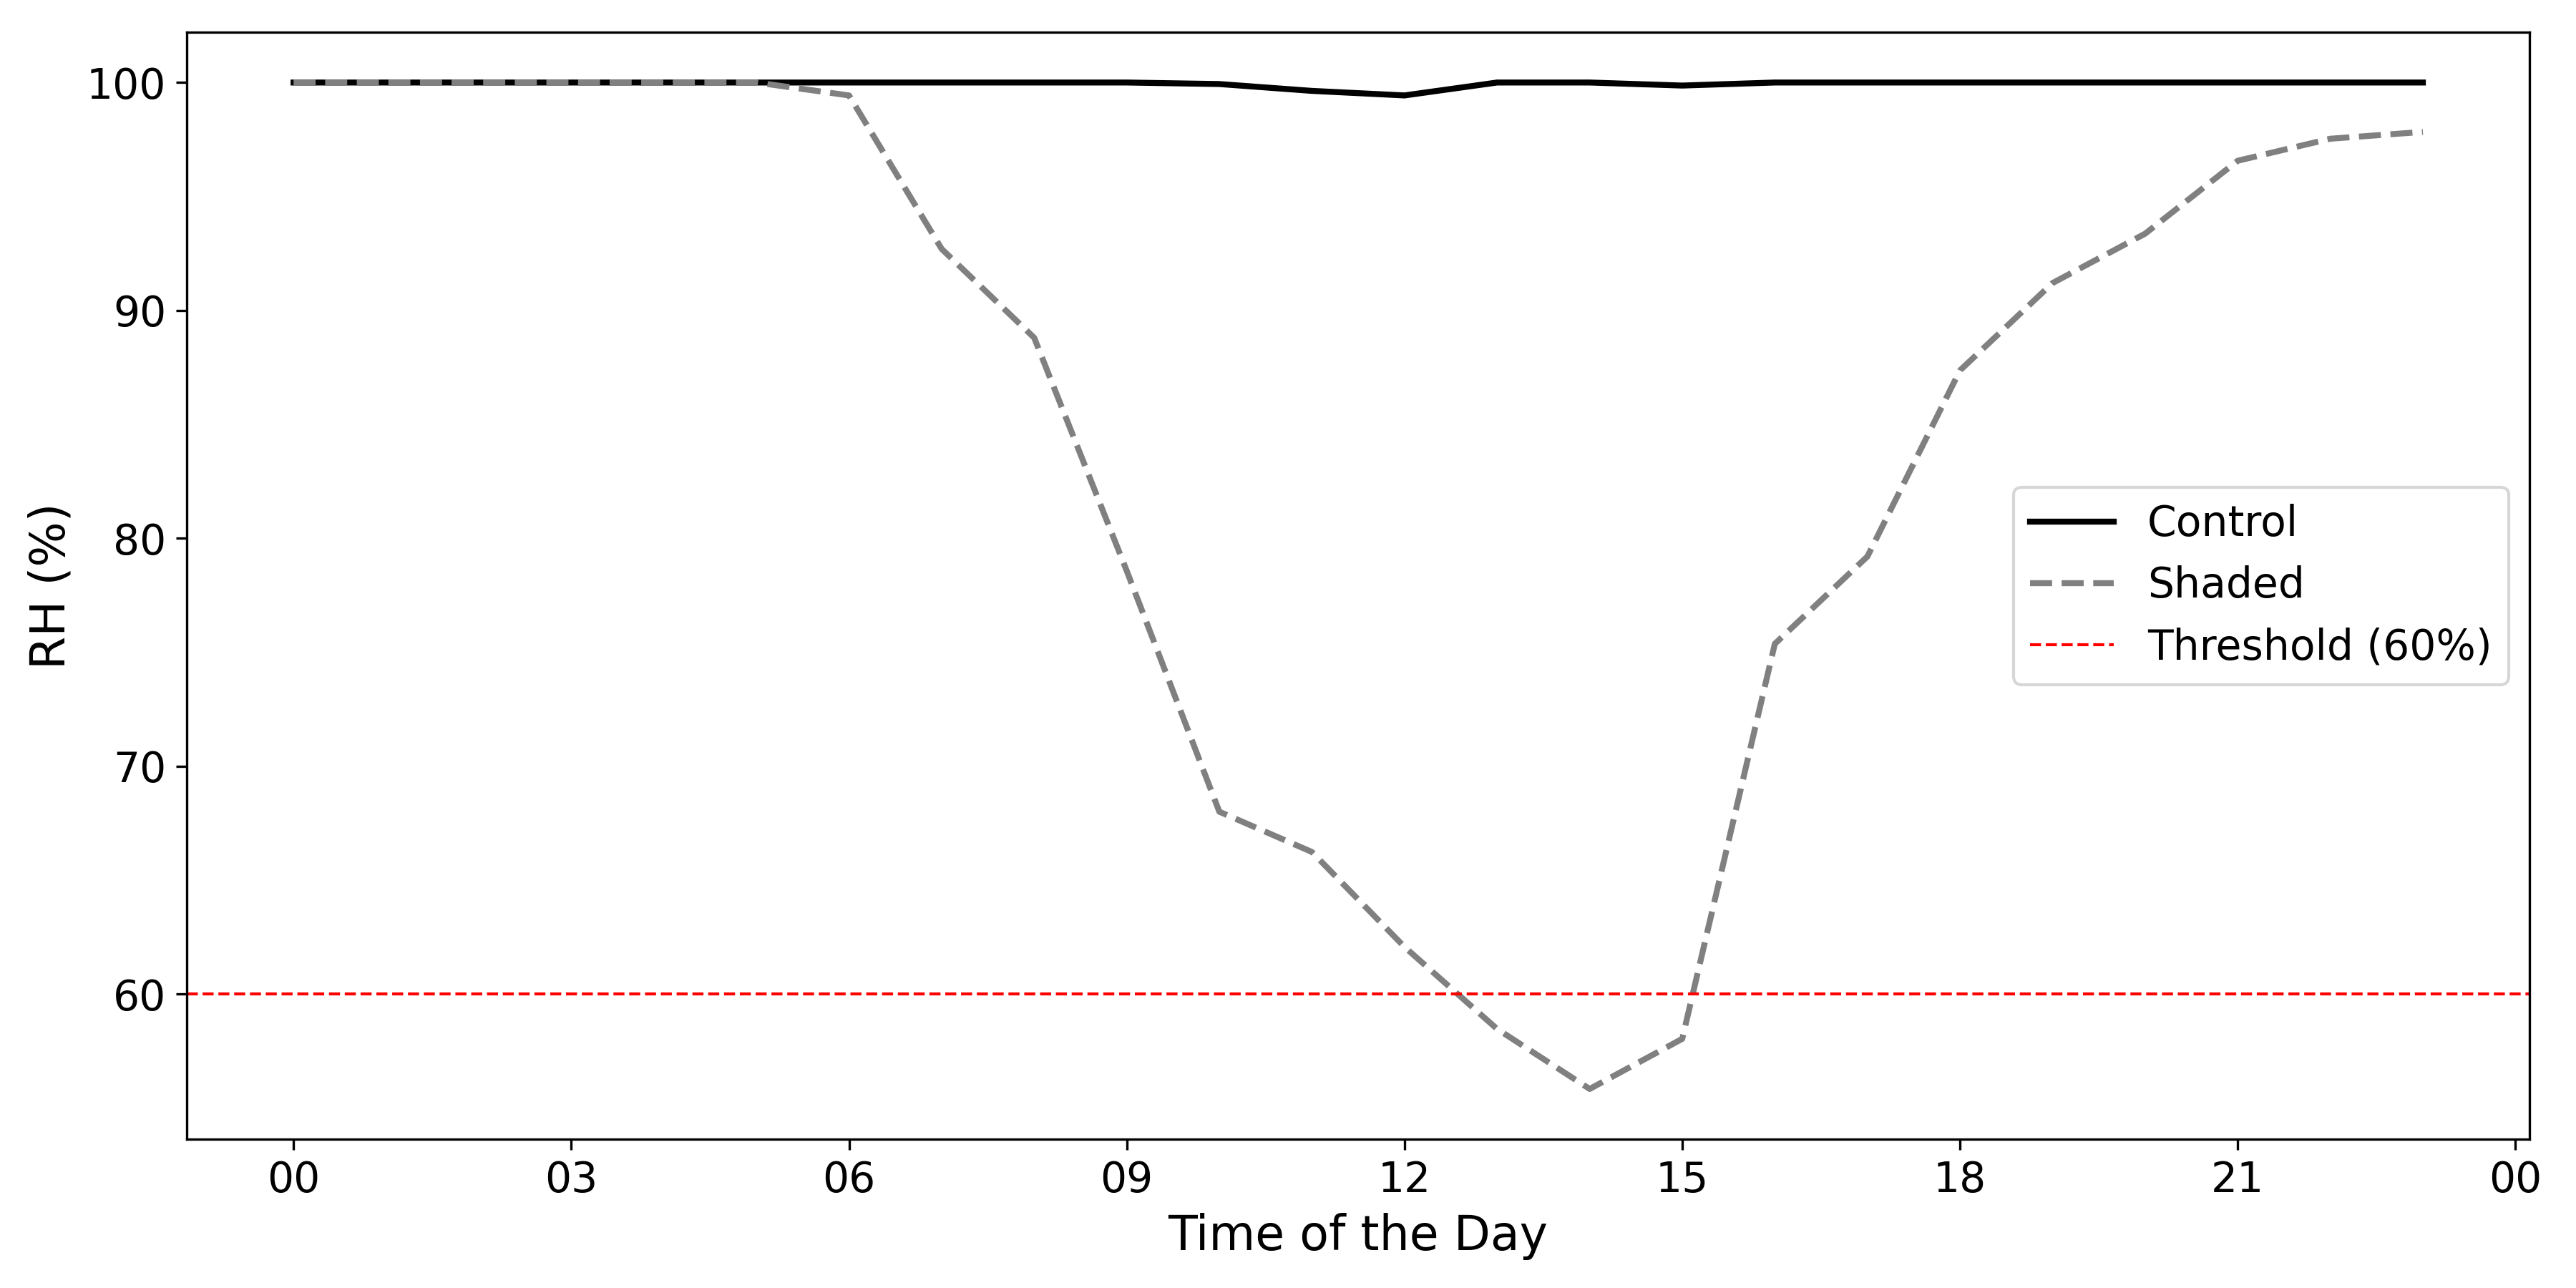 100
90
80
70
60
RH (%)
Control
Shaded
Threshold (60%)
00 03 06 09 12 15 18 21 00
Time of the Day